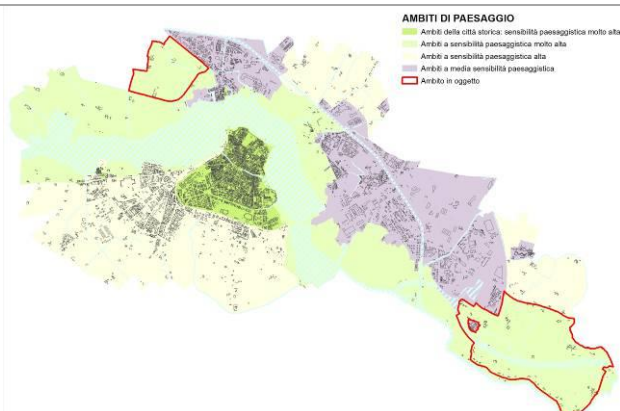 AMBITI DI PAESAGGIO
Ambiti della città storica: sensibilità paesaggistica molto alta
Ambiti a sensibilità paesaggistica molto alta
Ambiti a sensibilità paesaggistica alta
Ambiti a media sensibilità paesaggistica
Ambito in oggetto